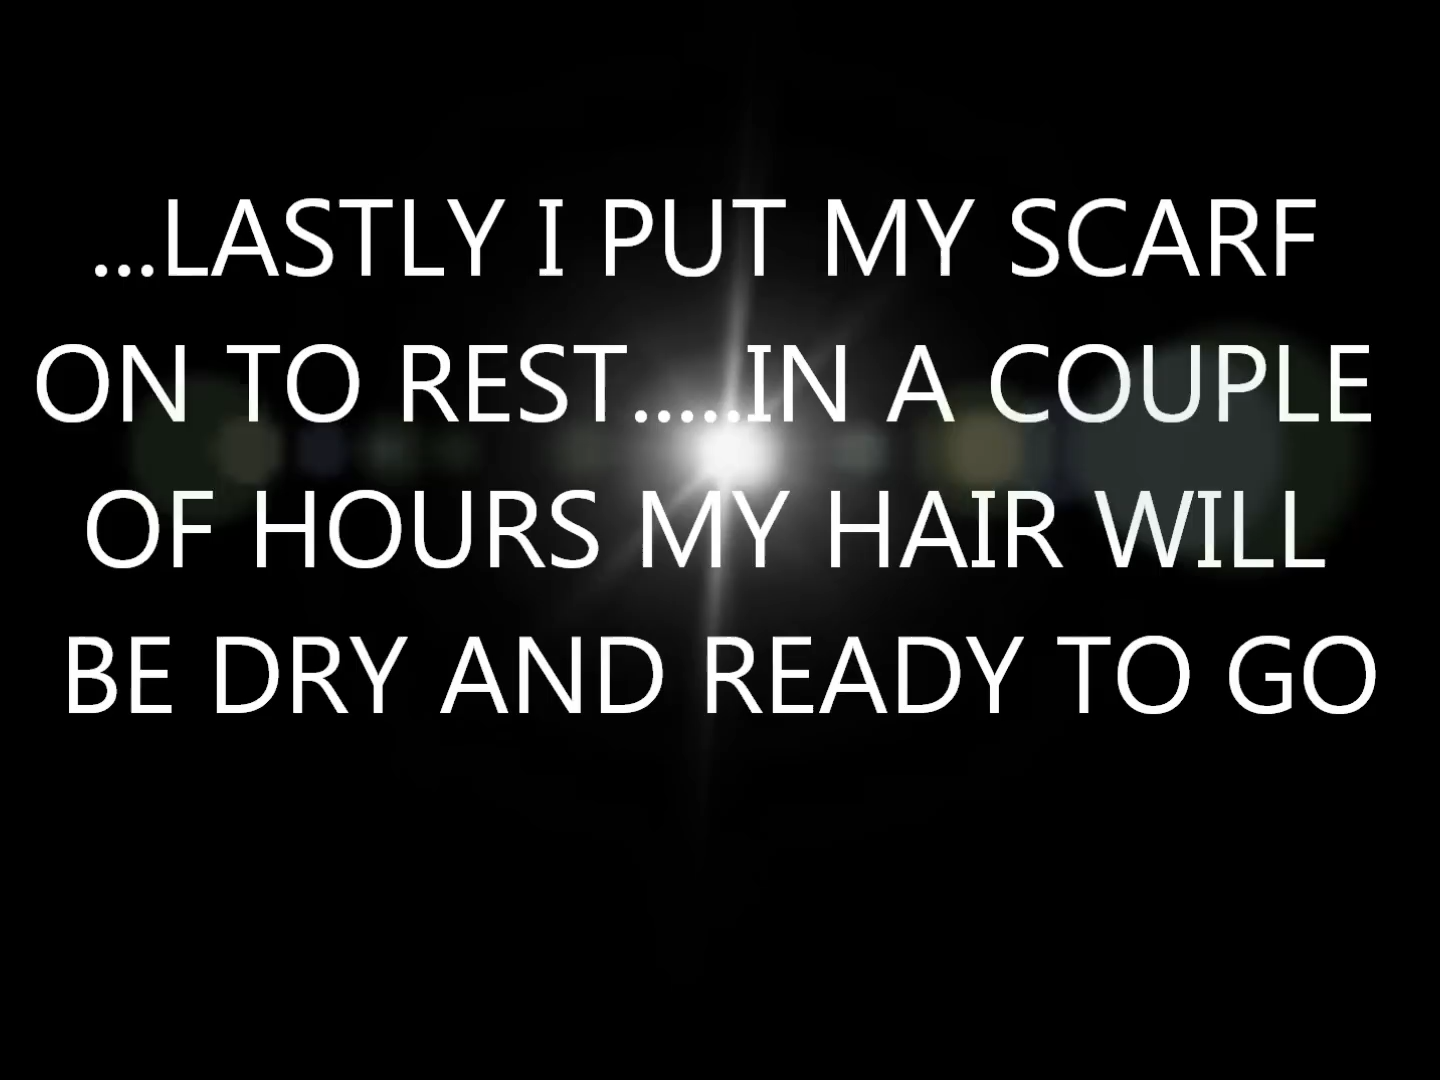 ...LASTLY I PUT MY SCARF
ON TO REST.....IN A COUPLE
OF HOURS MY HAIR WILL
BE DRY AND READY TO GO